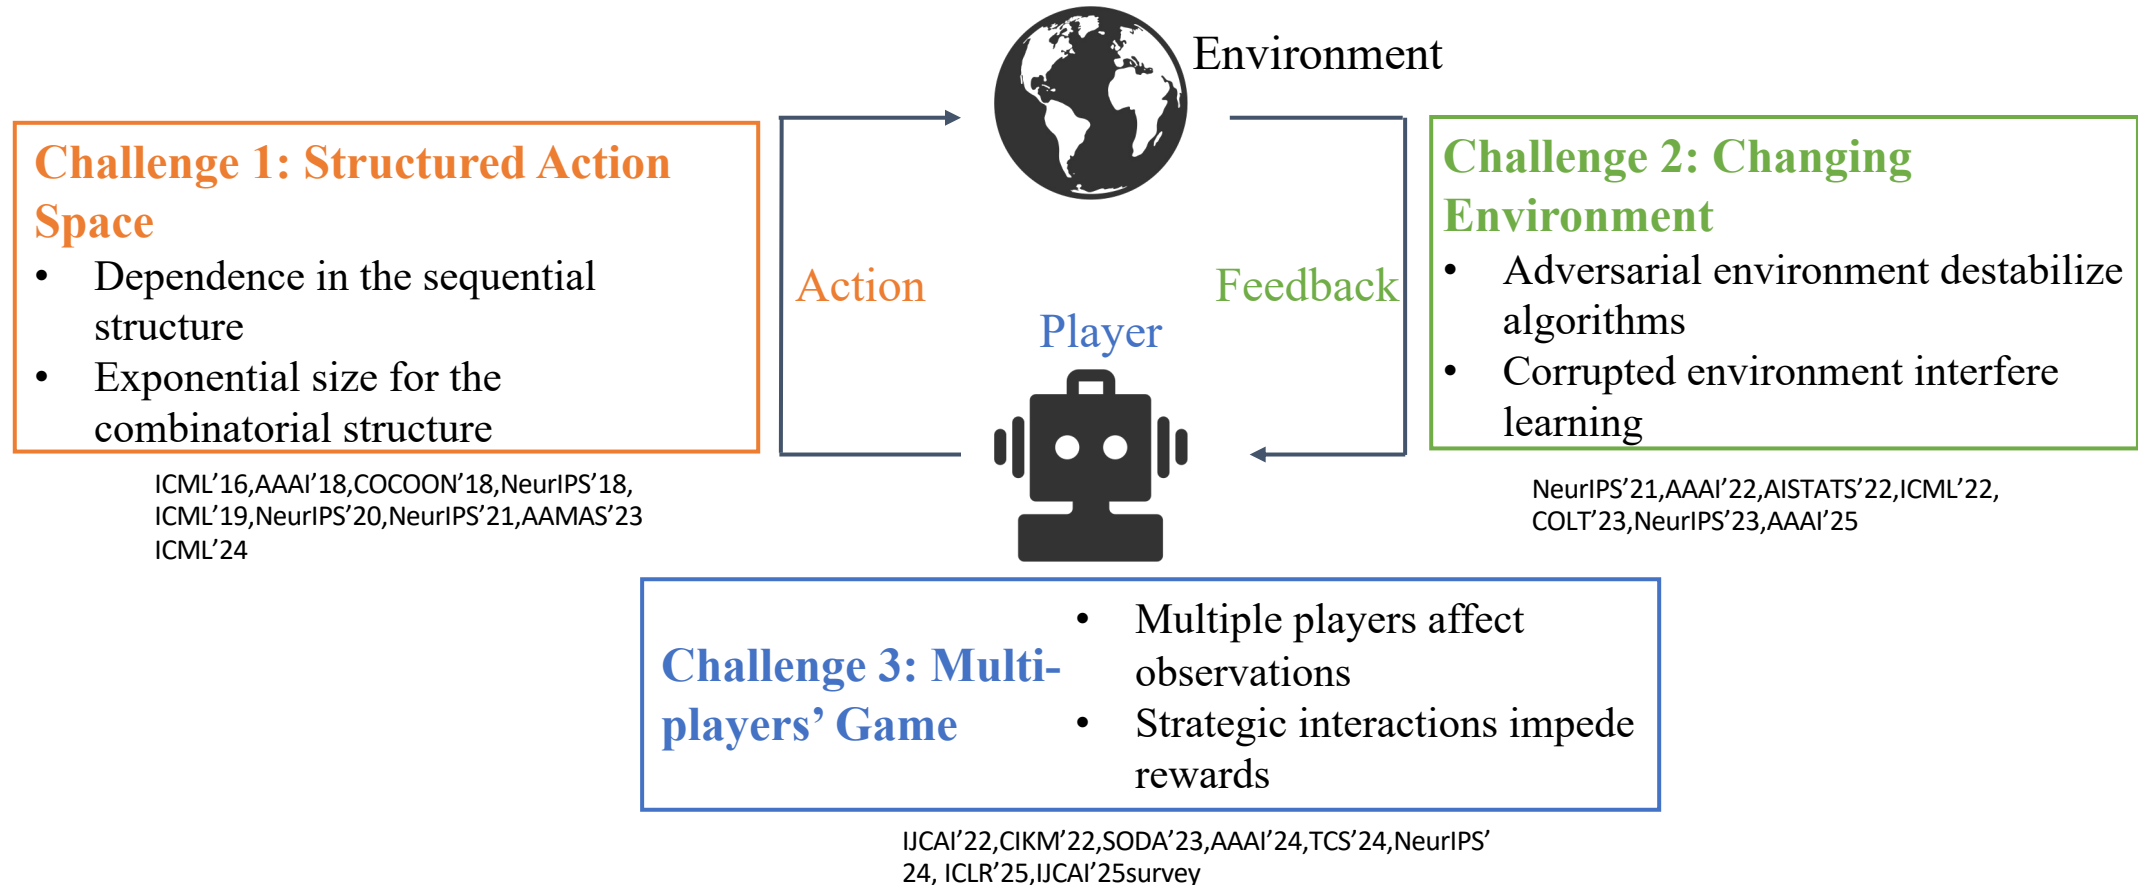 Environment
Challenge 1: Structured Action
Space
• Dependence in the sequential
structure
• Exponential size for the
combinatorial structure
ICML’16,AAAI’18,COCOON’18,NeurIPS’18,
ICML’19,NeurIPS’20,NeurIPS’21,AAMAS’23
ICML’24
Action
Player
Feedback
Challenge 2: Changing
Environment
• Adversarial environment destabilize
algorithms
• Corrupted environment interfere
learning
NeurIPS’21,AAAI’22,AISTATS’22,ICML’22,
COLT’23,NeurIPS’23,AAAI’25
Challenge 3: Multi-
players’ Game
• Multiple players affect
observations
• Strategic interactions impede
rewards
IJCAI’22,CIKM’22,SODA’23,AAAI’24,TCS’24,NeurIPS’
24, ICLR’25,IJCAI’25survey